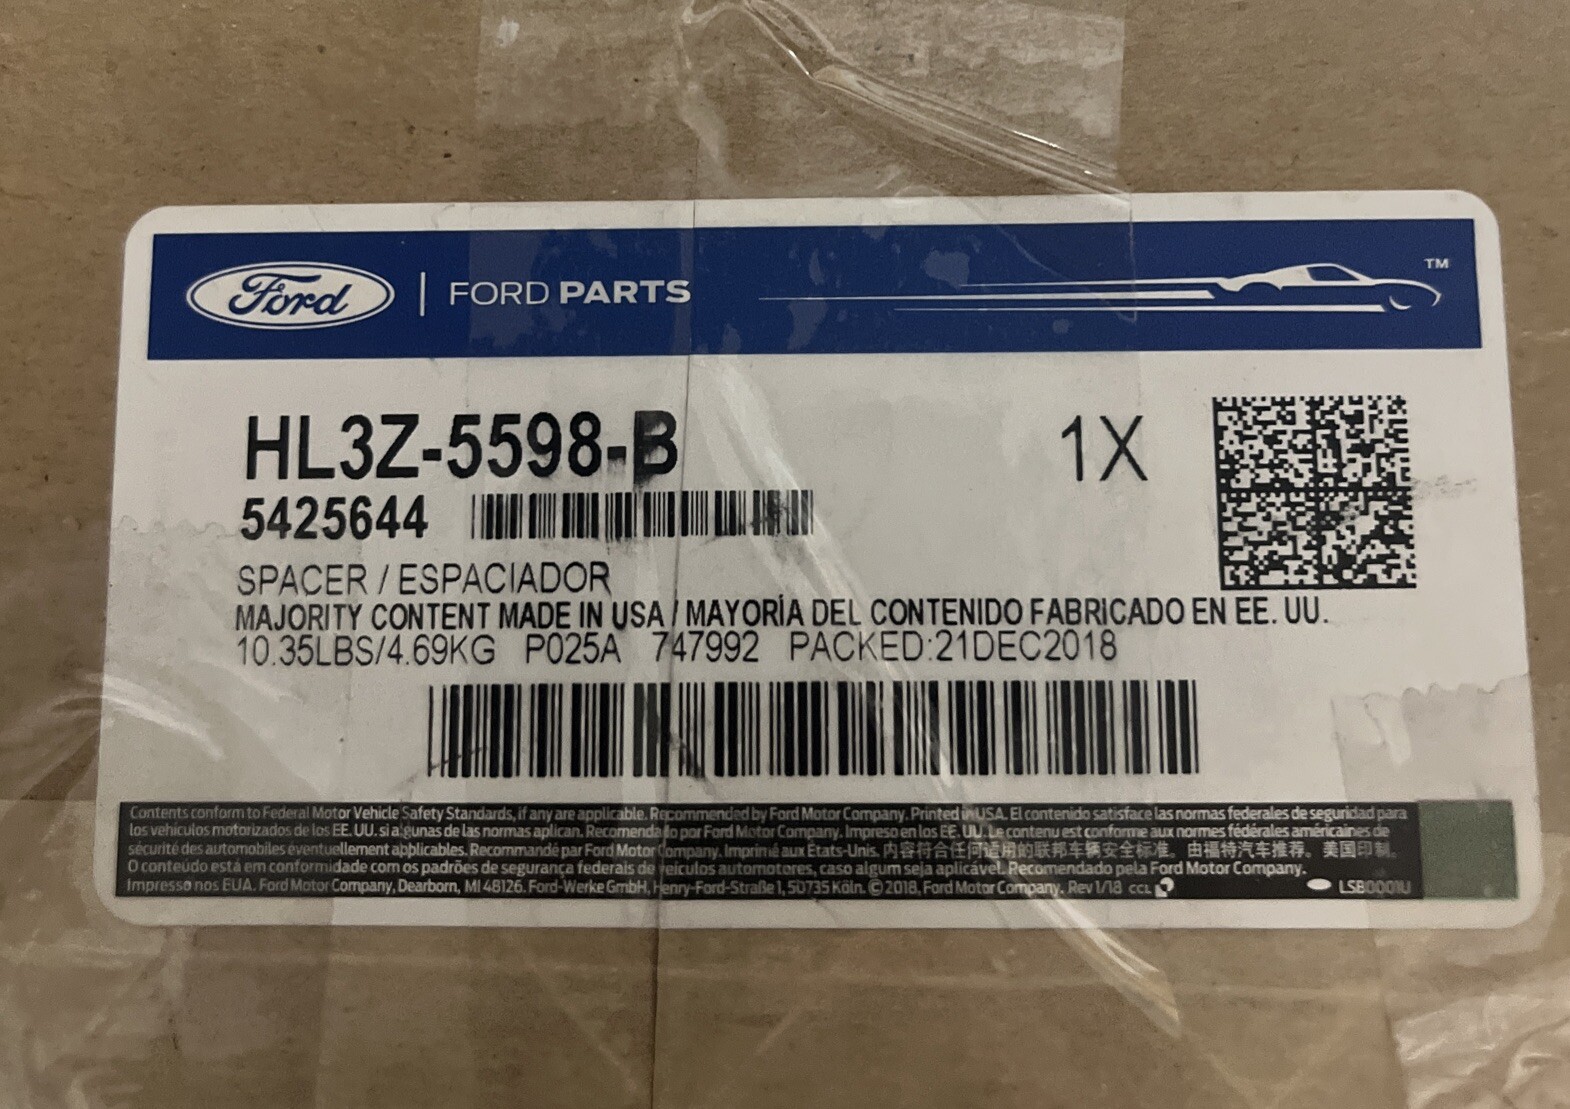 Ford | FORD PARTS ™
HL3Z-5598-B 1X
5425644
SPACER / ESPACIADOR
MAJORITY CONTENT MADE IN USA / MAYORÍA DEL CONTENIDO FABRICADO EN EE. UU.
10.35LBS/4.69KG P025A 747992 PACKED:21DEC2018
Contents conform to Federal Motor Vehicle Safety Standards, if any are applicable. Recommended by Ford Motor Company. Printed in USA. El contenido satisface las normas federales de seguridad para
los vehículos motorizados de los EE. UU. si algunas de las normas aplican. Recomendado por Ford Motor Company. Impreso en los EE. UU. Le contenu est conforme aux normes fédérales américaines de
sécurité des automobiles éventuellement applicables. Recommandé par Ford Motor Company. Imprimé aux États-Unis. 内容符合任何适用的联邦车辆安全标准。由福特汽车推荐。美国印制。
O conteúdo está em conformidade com os padrões de segurança federais de veículos automotores, caso algum seja aplicável. Recomendado pela Ford Motor Company.
Impresso nos EUA. Ford Motor Company, Dearborn, MI 48126. Ford-Werke GmbH, Henry-Ford-Straße 1, 50735 Köln. © 2018, Ford Motor Company. Rev 1/18 CCL LSB0001U